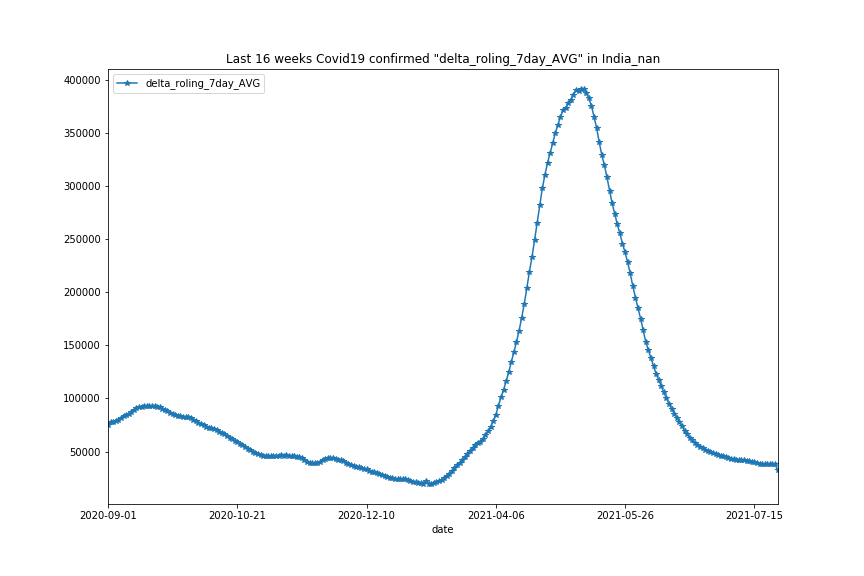 Last 16 weeks Covid19 confirmed "delta_roling_7day_AVG" in India_nan
delta_roling_7day_AVG
400000
350000
300000
250000
200000
150000
100000
50000
2020-09-01 2020-10-21 2020-12-10 2021-04-06 2021-05-26 2021-07-15
date